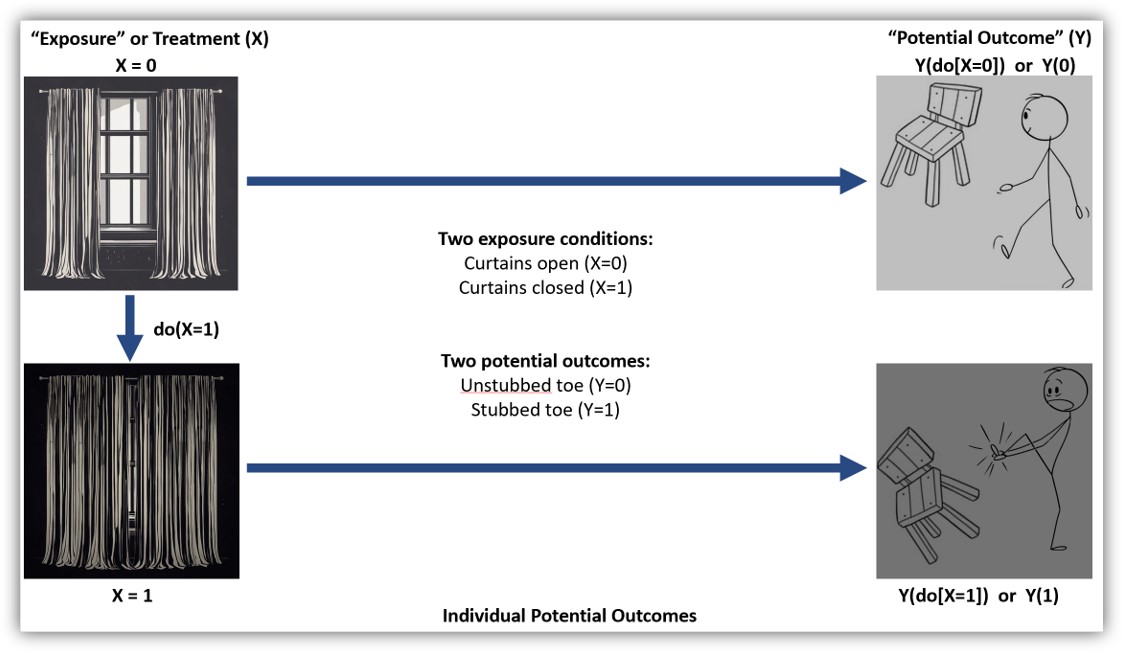 “Exposure” or Treatment (X)
X = 0
“Potential Outcome” (Y)
Y(do[X=0])  or  Y(0)
Two exposure conditions:
Curtains open (X=0)
Curtains closed (X=1)
do(X=1)
Two potential outcomes:
Unstubbed toe (Y=0)
Stubbed toe (Y=1)
X = 1
Y(do[X=1])  or  Y(1)
Individual Potential Outcomes